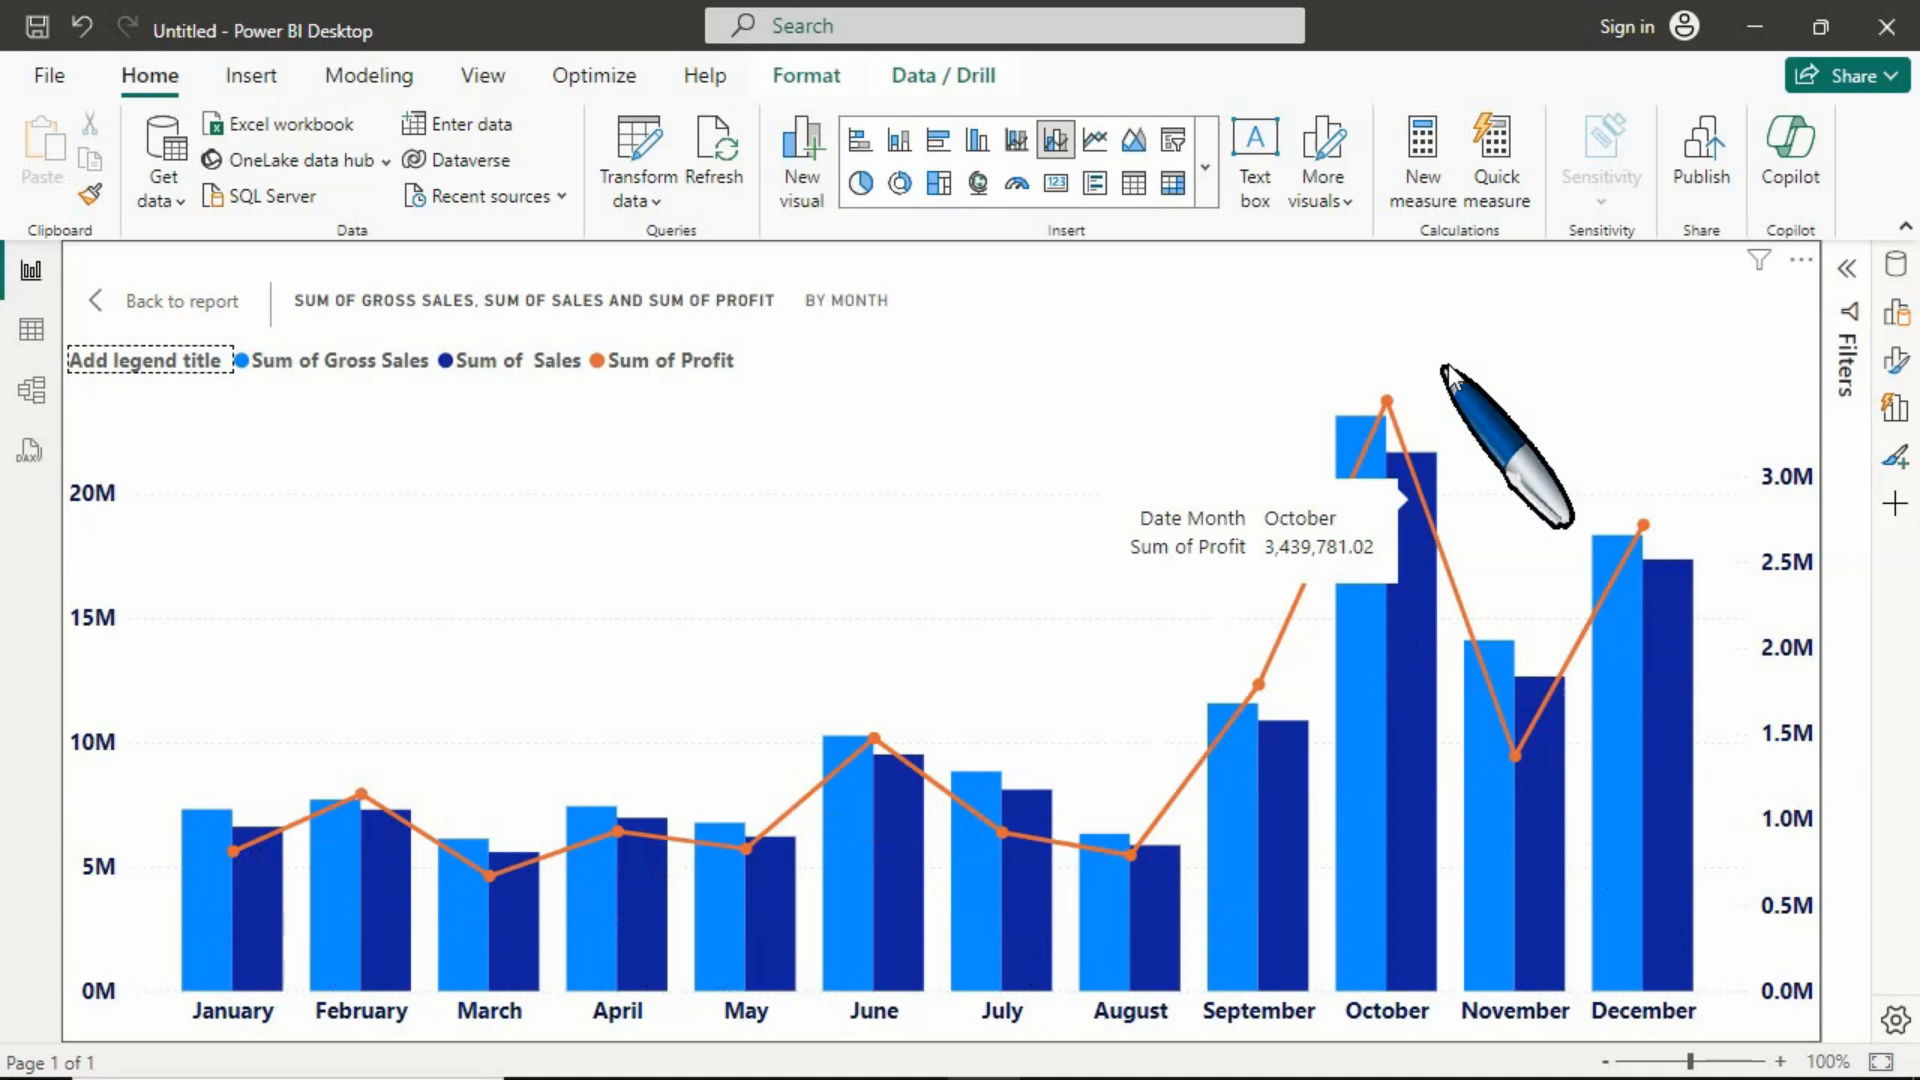 Untitled - Power BI Desktop
Search
Sign in
File Home Insert Modeling View Optimize Help Format Data / Drill
Share
Paste
Clipboard
Get data
Excel workbook
OneLake data hub
SQL Server
Enter data
Dataverse
Recent sources
Data
Transform data
Refresh
Queries
New visual
123
A
Text box
More visuals
Insert
New measure
Quick measure
Calculations
Sensitivity
Sensitivity
Publish
Share
Copilot
Copilot
DAX
Back to report
SUM OF GROSS SALES, SUM OF SALES AND SUM OF PROFIT BY MONTH
Add legend title Sum of Gross Sales Sum of Sales Sum of Profit
20M
15M
10M
5M
0M
Date Month October
Sum of Profit 3,439,781.02
3.0M
2.5M
2.0M
1.5M
1.0M
0.5M
0.0M
January February March April May June July August September October November December
Filters
Page 1 of 1
- + 100%